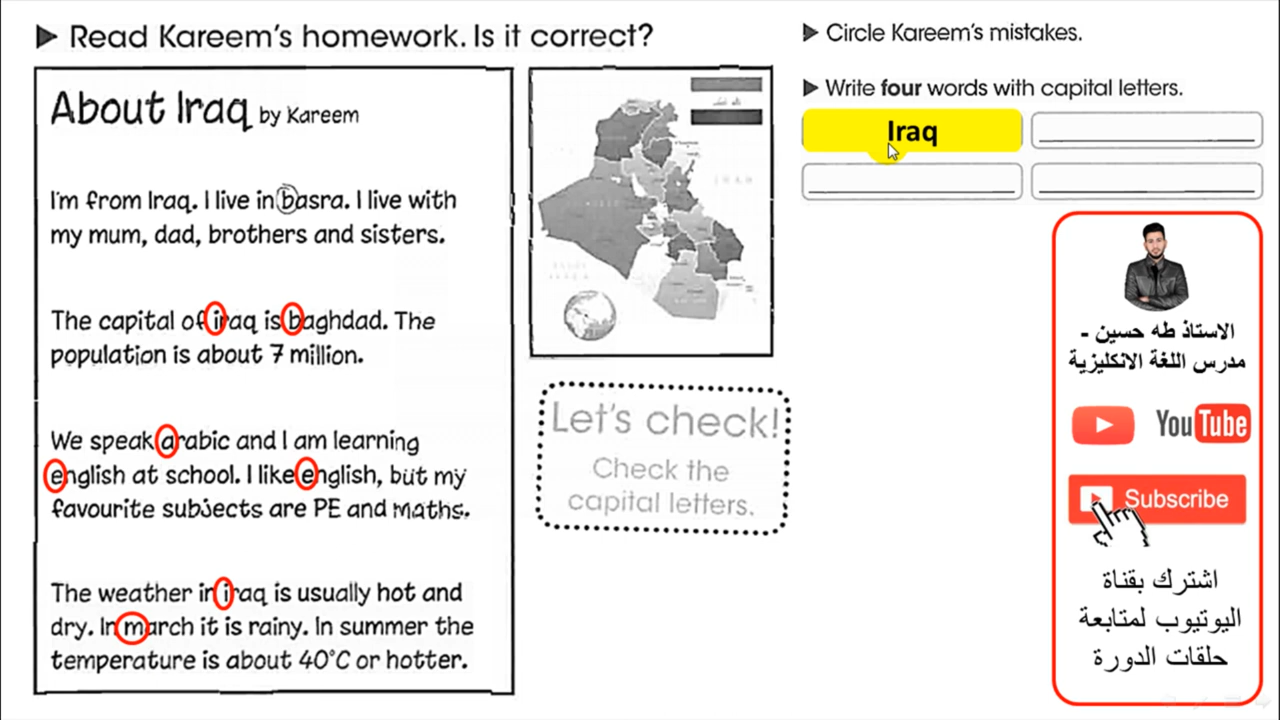 Read Kareem's homework. Is it correct?
About Iraq by Kareem
I'm from Iraq. I live in basra. I live with
my mum, dad, brothers and sisters.
The capital of iraq is baghdad. The
population is about 7 million.
We speak arabic and I am learning
english at school. I like english, but my
favourite subjects are PE and maths.
The weather in iraq is usually hot and
dry. In march it is rainy. In summer the
temperature is about 40°C or hotter.
Let's check!
Check the
capital letters.
Circle Kareem's mistakes.
Write four words with capital letters.
Iraq
الاستاذ طه حسين -
مدرس اللغة الانكليزية
YouTube
Subscribe
اشترك بقناة
اليوتيوب لمتابعة
حلقات الدورة